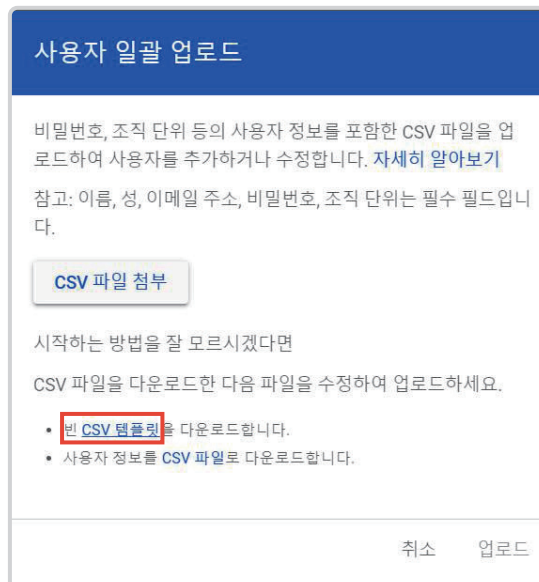 사용자 일괄 업로드
비밀번호, 조직 단위 등의 사용자 정보를 포함한 CSV 파일을 업
로드하여 사용자를 추가하거나 수정합니다. 자세히 알아보기
참고: 이름, 성, 이메일 주소, 비밀번호, 조직 단위는 필수 필드입니
다.
CSV 파일 첨부
시작하는 방법을 잘 모르시겠다면
CSV 파일을 다운로드한 다음 파일을 수정하여 업로드하세요.
• 빈 CSV 템플릿을 다운로드합니다.
• 사용자 정보를 CSV 파일로 다운로드합니다.
취소 업로드